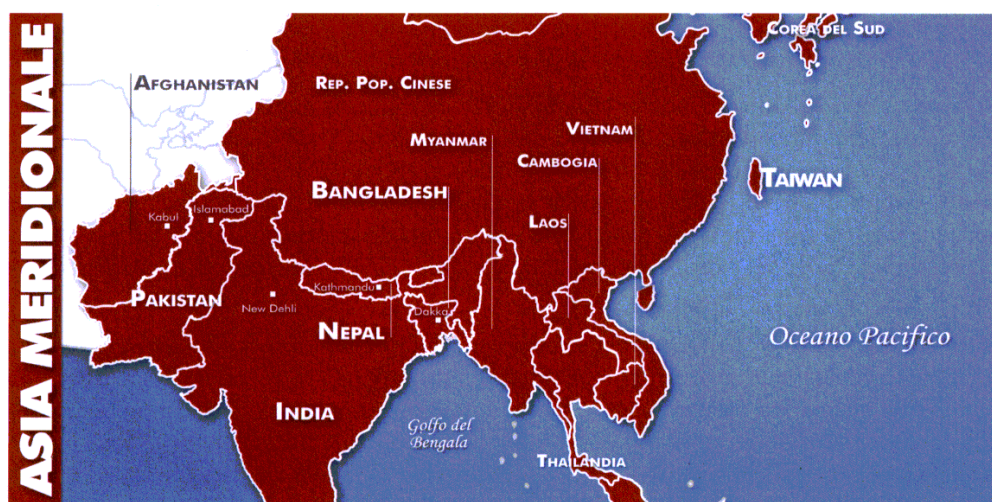 ASIA MERIDIONALE
COREA DEL SUD
AFGHANISTAN
REP. POP. CINESE
MYANMAR
VIETNAM
CAMBOGIA
TAIWAN
BANGLADESH
LAOS
Kabul
Islamabad
Kathmandu
PAKISTAN
New Dehli
Dakka
NEPAL
Oceano Pacifico
INDIA
Golfo del
Bengala
THAILANDIA